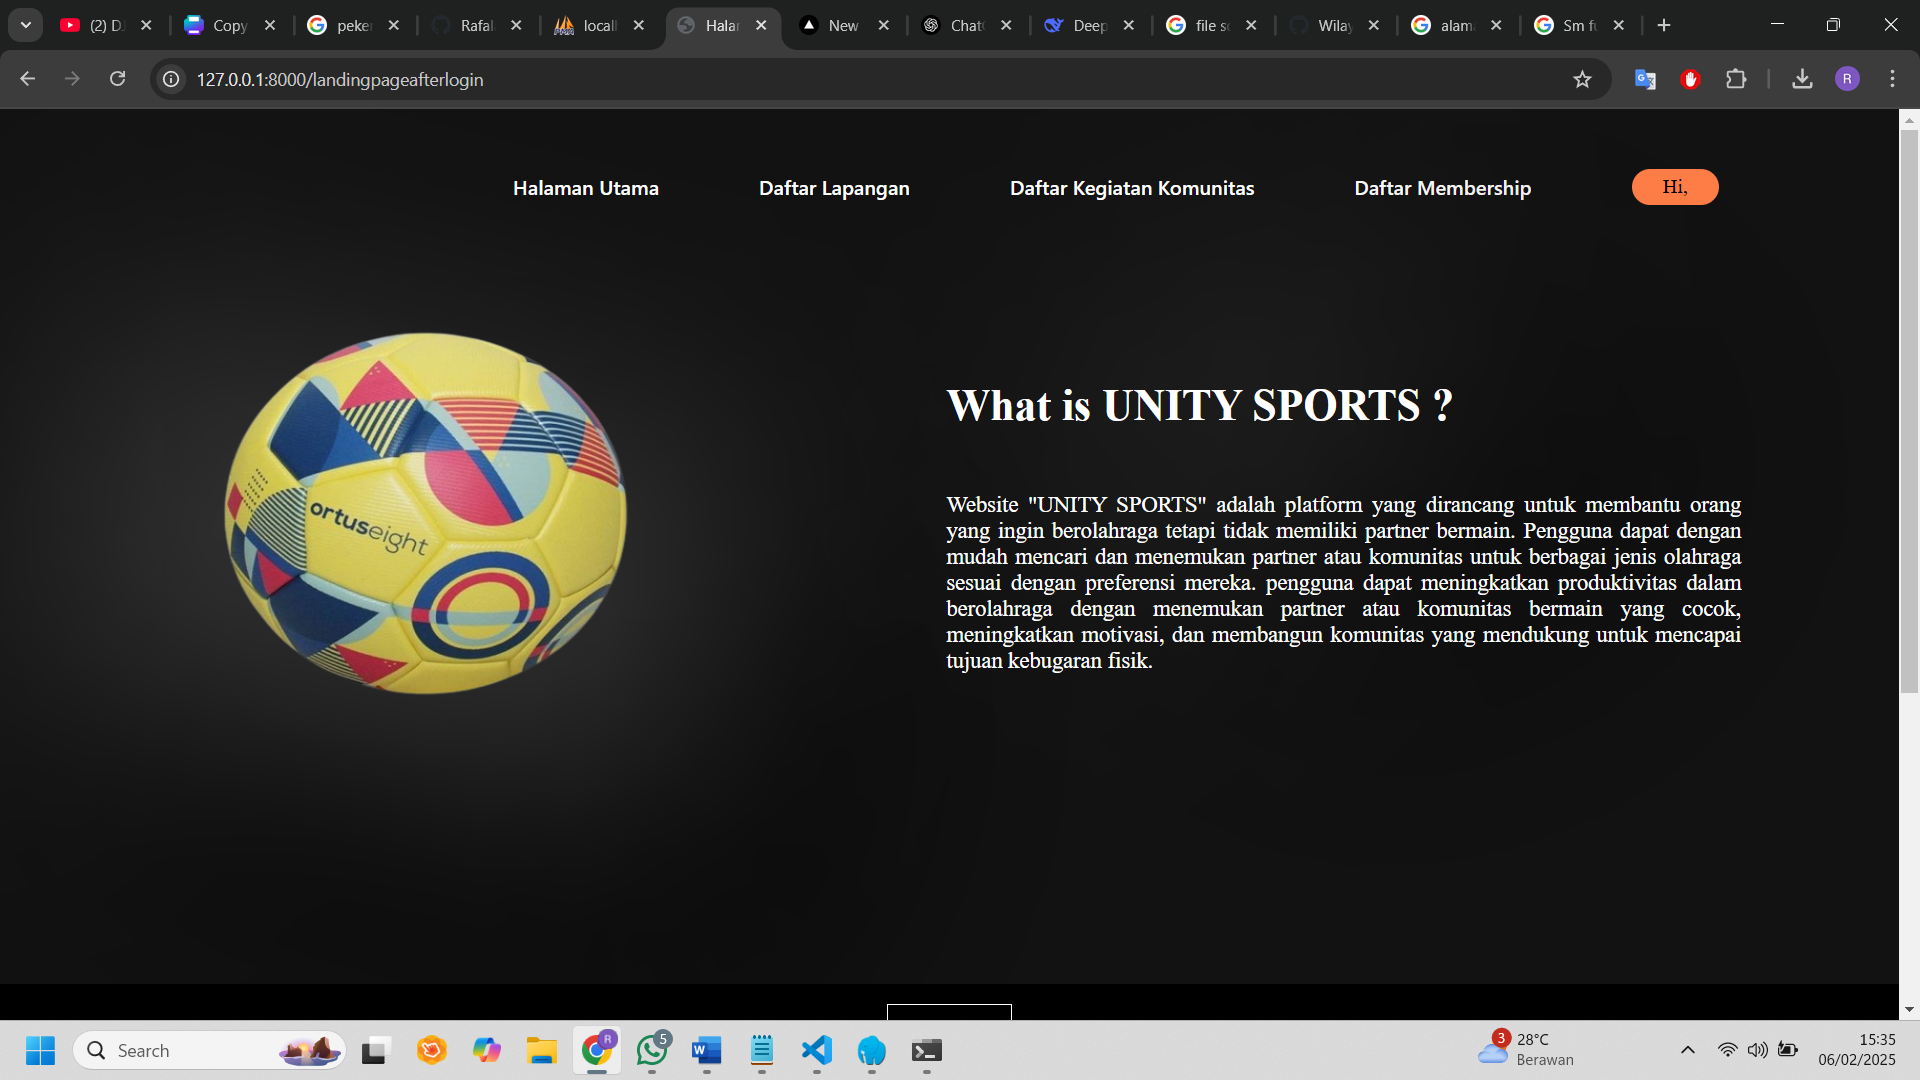 (2) D
Copy
peke
Rafal
local
Halar
New
Chat
Deep
file s
Wilay
alam
Sm f
127.0.0.1:8000/landingpageafterlogin
R
Halaman Utama
Daftar Lapangan
Daftar Kegiatan Komunitas
Daftar Membership
Hi,
ortuseight
What is UNITY SPORTS ?
Website "UNITY SPORTS" adalah platform yang dirancang untuk membantu orang
yang ingin berolahraga tetapi tidak memiliki partner bermain. Pengguna dapat dengan
mudah mencari dan menemukan partner atau komunitas untuk berbagai jenis olahraga
sesuai dengan preferensi mereka. pengguna dapat meningkatkan produktivitas dalam
berolahraga dengan menemukan partner atau komunitas bermain yang cocok,
meningkatkan motivasi, dan membangun komunitas yang mendukung untuk mencapai
tujuan kebugaran fisik.
Search
R
5
3
28°C
Berawan
15:35
06/02/2025